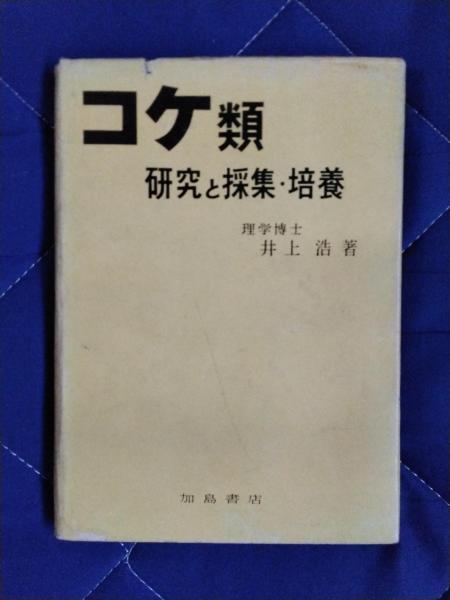 コケ類
研究と採集・培養
理学博士
井上 浩 著
加島書店